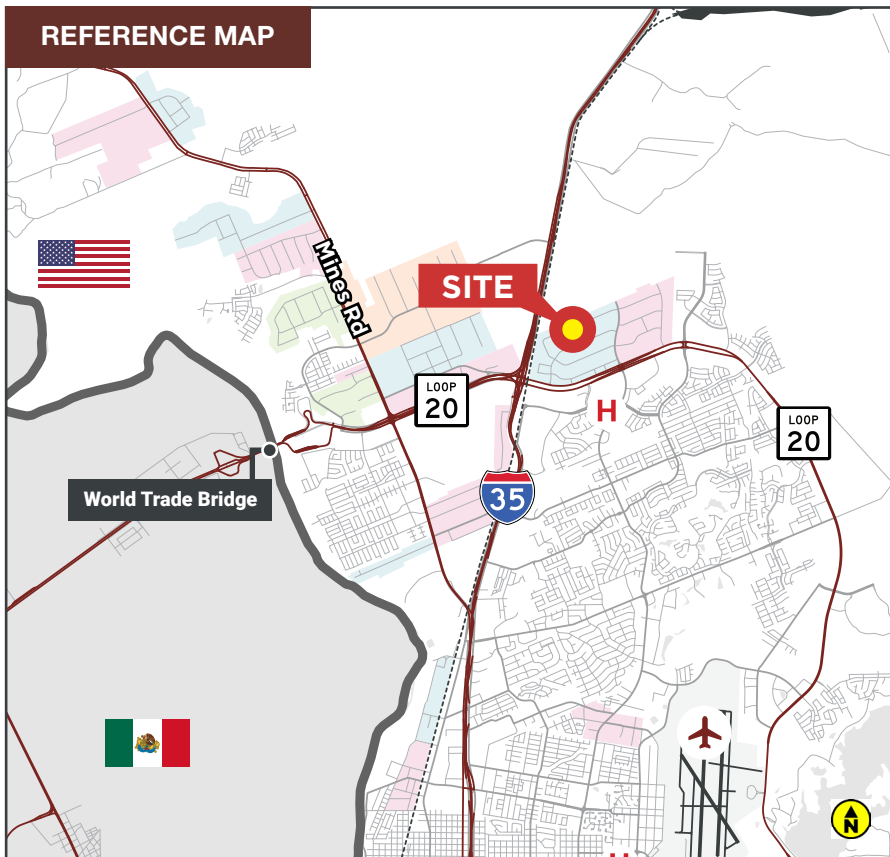 REFERENCE MAP
Mines Rd
SITE
LOOP
20
H
LOOP
20
35
World Trade Bridge
N
H